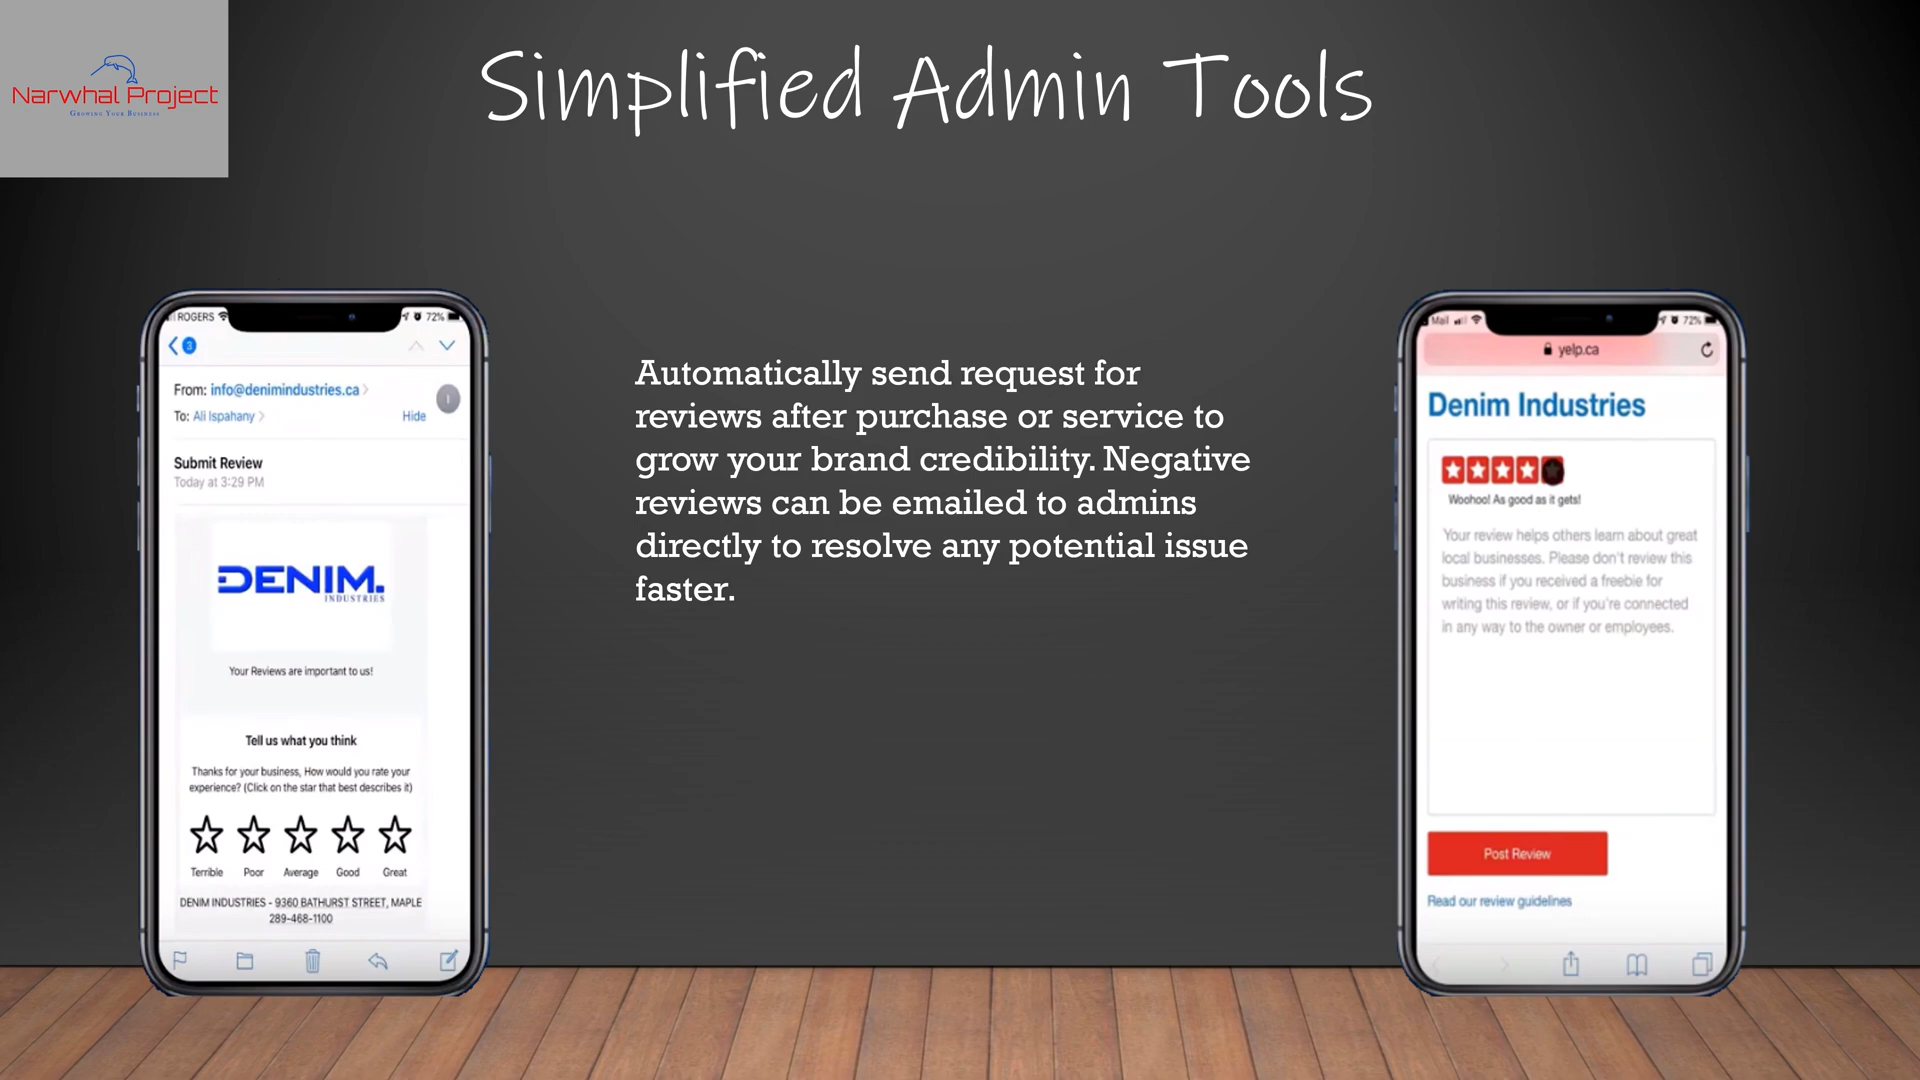 Narwhal Project
Growing Your Business
Simplified Admin Tools
ROGERS
72%
3
From: info@denimindustries.ca
To: Ali Ispahany
Hide
Submit Review
Today at 3:29 PM
DENIM.
INDUSTRIES
Your Reviews are important to us!
Tell us what you think
Thanks for your business, How would you rate your
experience? (Click on the star that best describes it)
Terrible Poor Average Good Great
DENIM INDUSTRIES - 9360 BATHURST STREET, MAPLE
289-468-1100
Automatically send request for
reviews after purchase or service to
grow your brand credibility. Negative
reviews can be emailed to admins
directly to resolve any potential issue
faster.
Mail
72%
yelp.ca
Denim Industries
Woohoo! As good as it gets!
Your review helps others learn about great
local businesses. Please don't review this
business if you received a freebie for
writing this review, or if you're connected
in any way to the owner or employees.
Post Review
Read our review guidelines